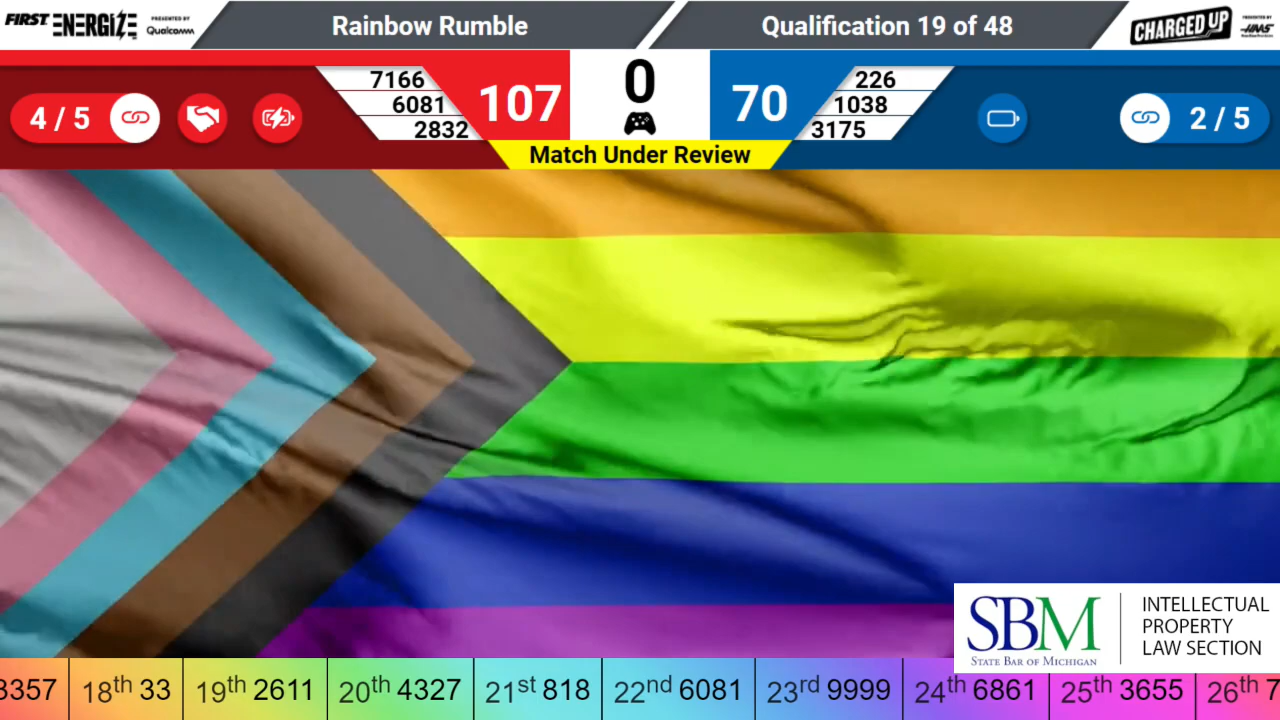 FIRST ENERGIZE PRESENTED BY Qualcomm
Rainbow Rumble
Qualification 19 of 48
CHARGED UP PRESENTED BY HAAS
4 / 5
7166
6081
2832
107
0
70
226
1038
3175
2 / 5
Match Under Review
SBM
STATE BAR OF MICHIGAN
INTELLECTUAL
PROPERTY
LAW SECTION
3357 18th 33 19th 2611 20th 4327 21st 818 22nd 6081 23rd 9999 24th 6861 25th 3655 26th 7